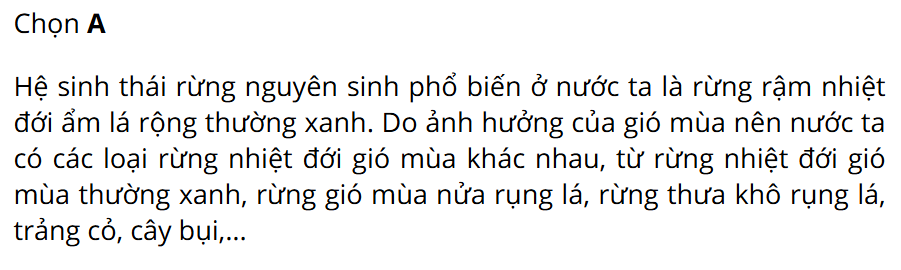 Chọn A
Hệ sinh thái rừng nguyên sinh phổ biến ở nước ta là rừng rậm nhiệt
đới ẩm lá rộng thường xanh. Do ảnh hưởng của gió mùa nên nước ta
có các loại rừng nhiệt đới gió mùa khác nhau, từ rừng nhiệt đới gió
mùa thường xanh, rừng gió mùa nửa rụng lá, rừng thưa khô rụng lá,
trảng cỏ, cây bụi,...